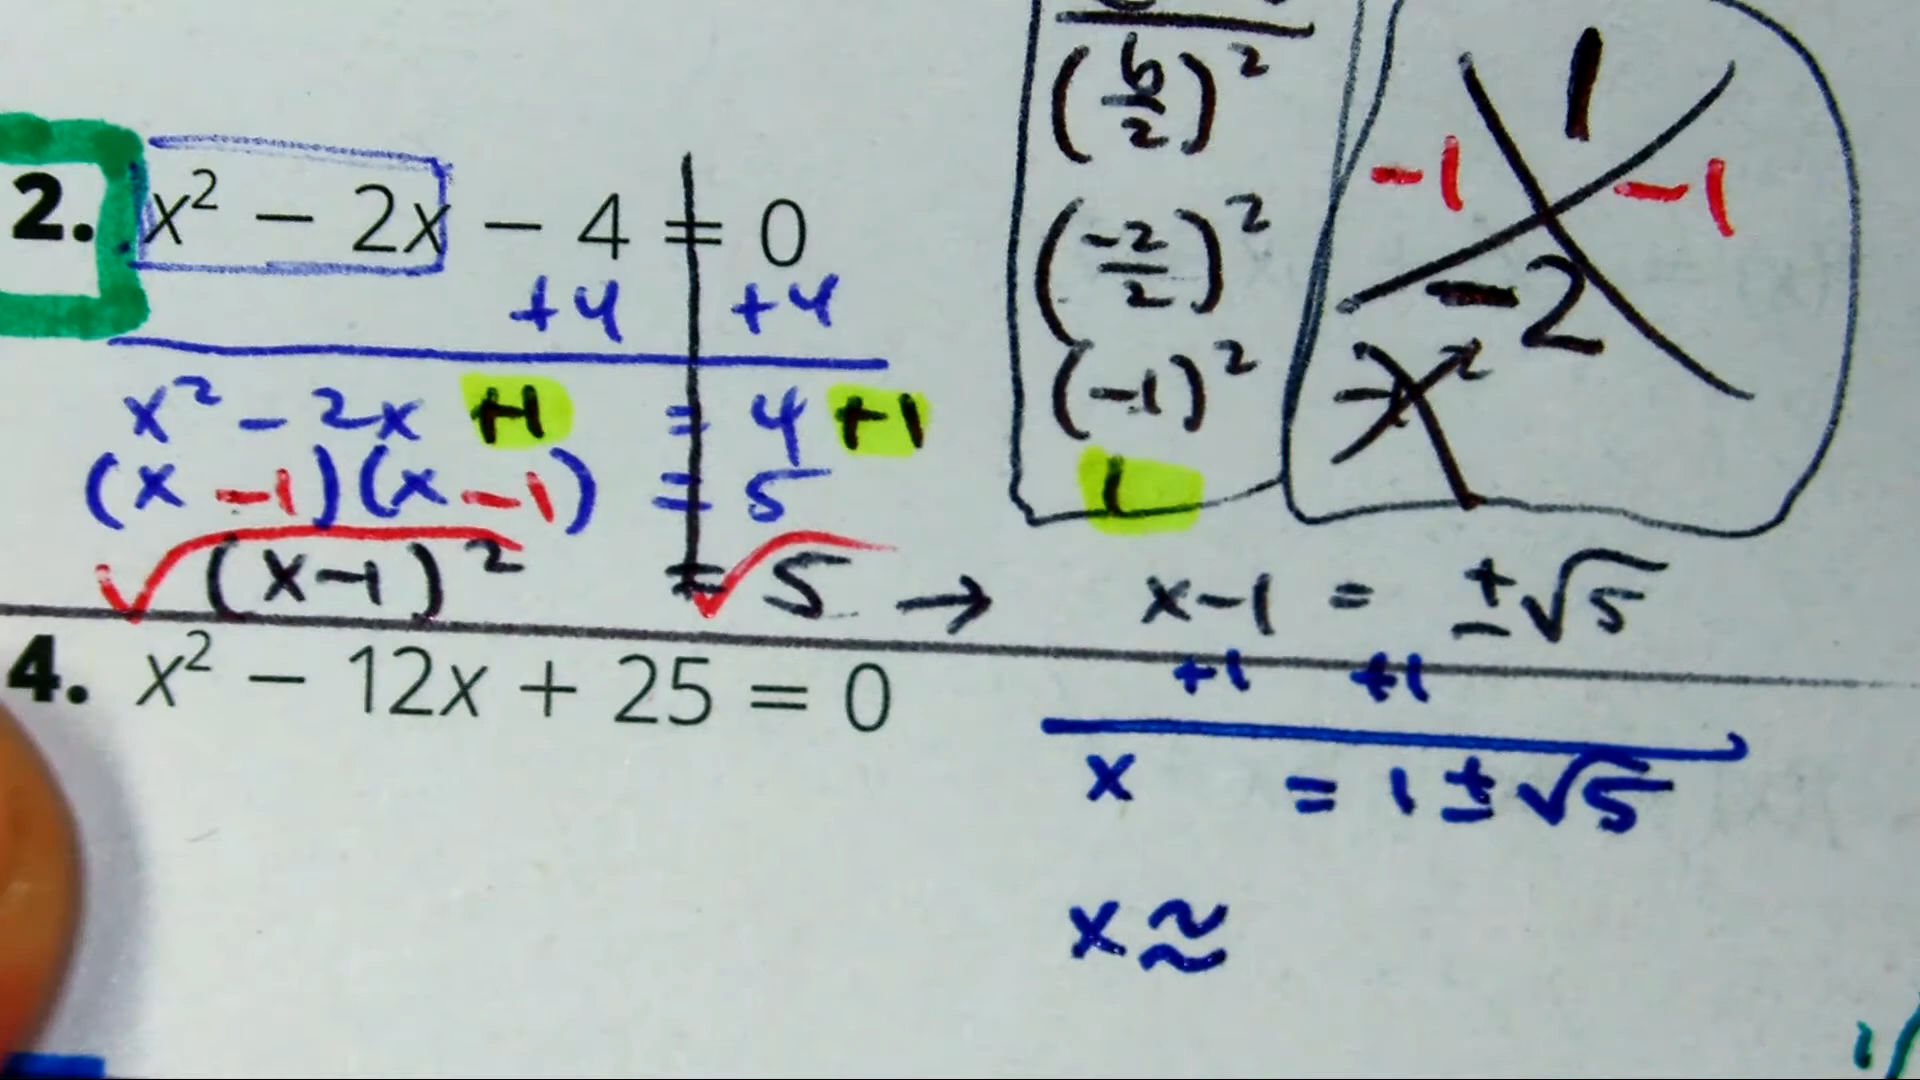 2. x² − 2x − 4 = 0
+4 +4
x² − 2x +1 = 4 +1
(x −1)(x −1) = 5
√(x−1)² = √5 → x−1 = ±√5
+1 +1
x = 1 ± √5
x ≈
(b/2)²
(-2/2)²
(-1)²
1
1
-1 -1
-2
4. x² − 12x + 25 = 0